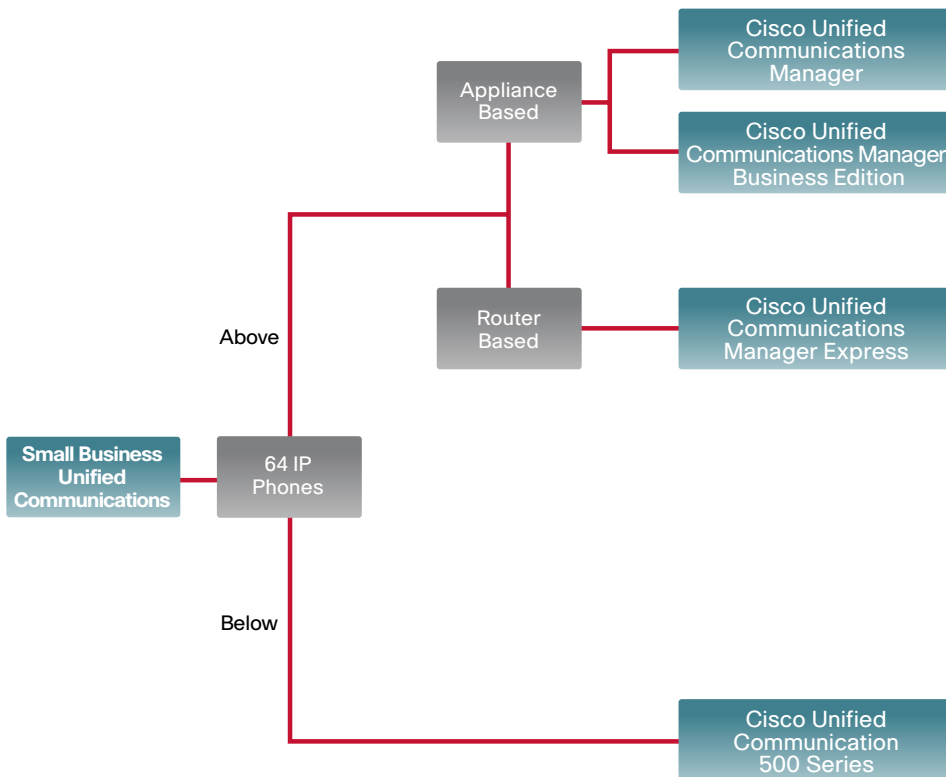 Cisco Unified
Communications
Manager
Appliance
Based
Cisco Unified
Communications Manager
Business Edition
Router
Based
Cisco Unified
Communications
Manager Express
Above
Small Business
Unified
Communications
64 IP
Phones
Below
Cisco Unified
Communication
500 Series